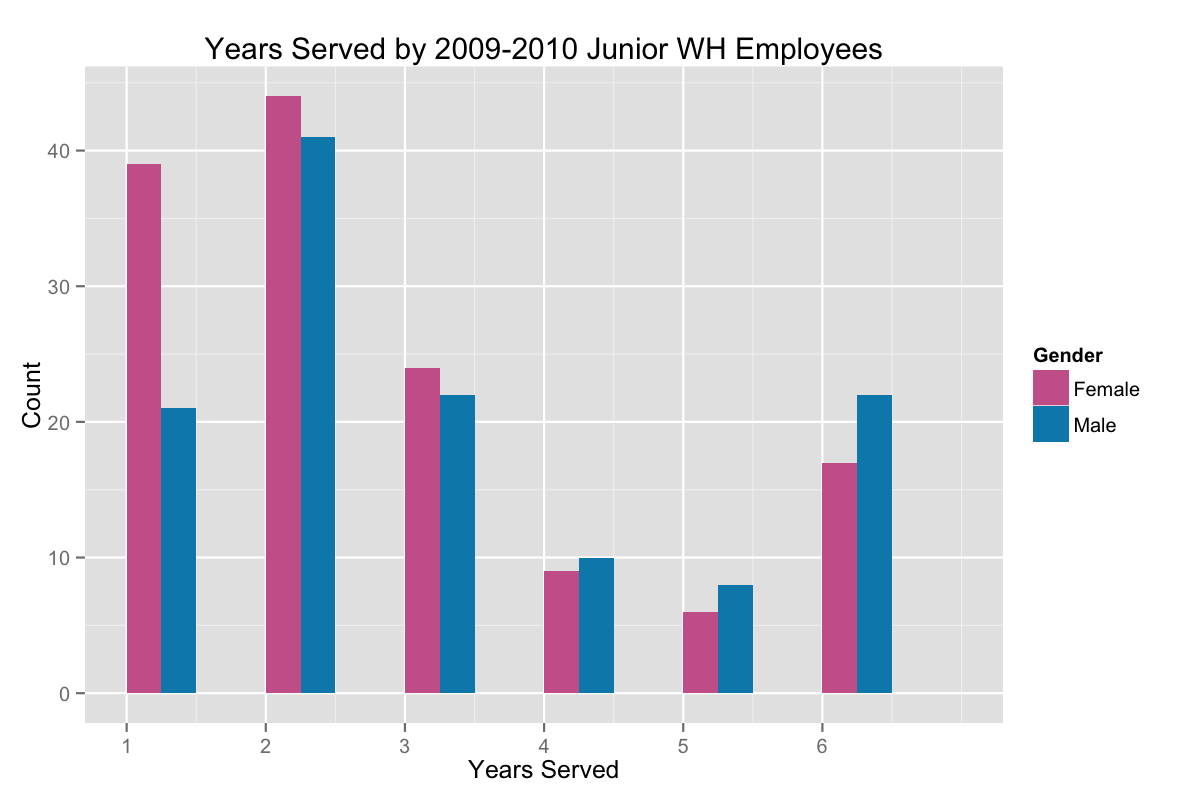 Years Served by 2009-2010 Junior WH Employees
Count
40
30
20
10
0
1 2 3 4 5 6
Years Served
Gender
Female
Male